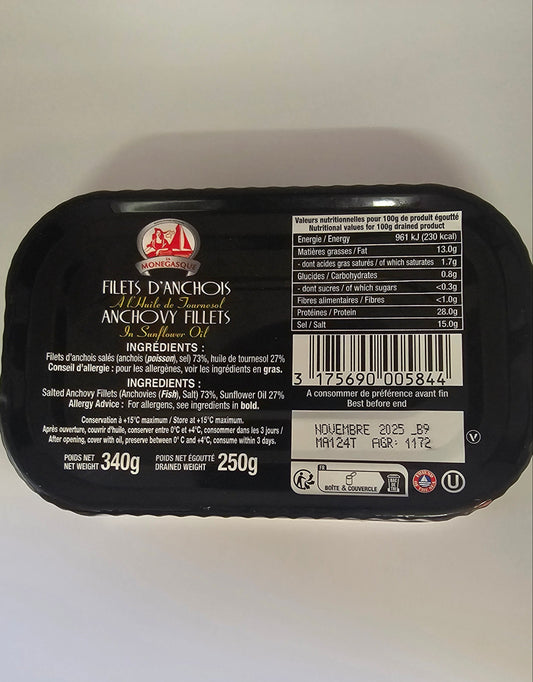 LA
MONEGASQUE
FILETS D'ANCHOIS
A l'Huile de Tournesol
ANCHOVY FILLETS
In Sunflower Oil
INGRÉDIENTS :
Filets d'anchois salés (anchois (poisson), sel) 73%, huile de tournesol 27%
Conseil d'allergie : pour les allergènes, voir les ingrédients en gras.
INGREDIENTS :
Salted Anchovy Fillets (Anchovies (Fish), Salt) 73%, Sunflower Oil 27%
Allergy Advice : For allergens, see ingredients in bold.
Conservation à +15°C maximum / Store at +15°C maximum.
Après ouverture, couvrir d'huile, conserver entre 0°C et +4°C, consommer dans les 3 jours /
After opening, cover with oil, preserve between 0° C and +4°C, consume within 3 days.
POIDS NET
NET WEIGHT 340g
POIDS NET ÉGOUTTÉ
DRAINED WEIGHT 250g
Valeurs nutritionnelles pour 100g de produit égoutté
Nutritional values for 100g drained product
Energie / Energy 961 kJ (230 kcal)
Matières grasses / Fat 13.0g
- dont acides gras saturés / of which saturates 1.7g
Glucides / Carbohydrates 0.8g
- dont sucres / of which sugars <0.3g
Fibres alimentaires / Fibres <1.0g
Protéines / Protein 28.0g
Sel / Salt 15.0g
3 175690 005844
A consommer de préférence avant fin
Best before end
NOVEMBRE 2025 B9
MA124T AGR: 1172
V
FR
BOÎTE & COUVERCLE
U